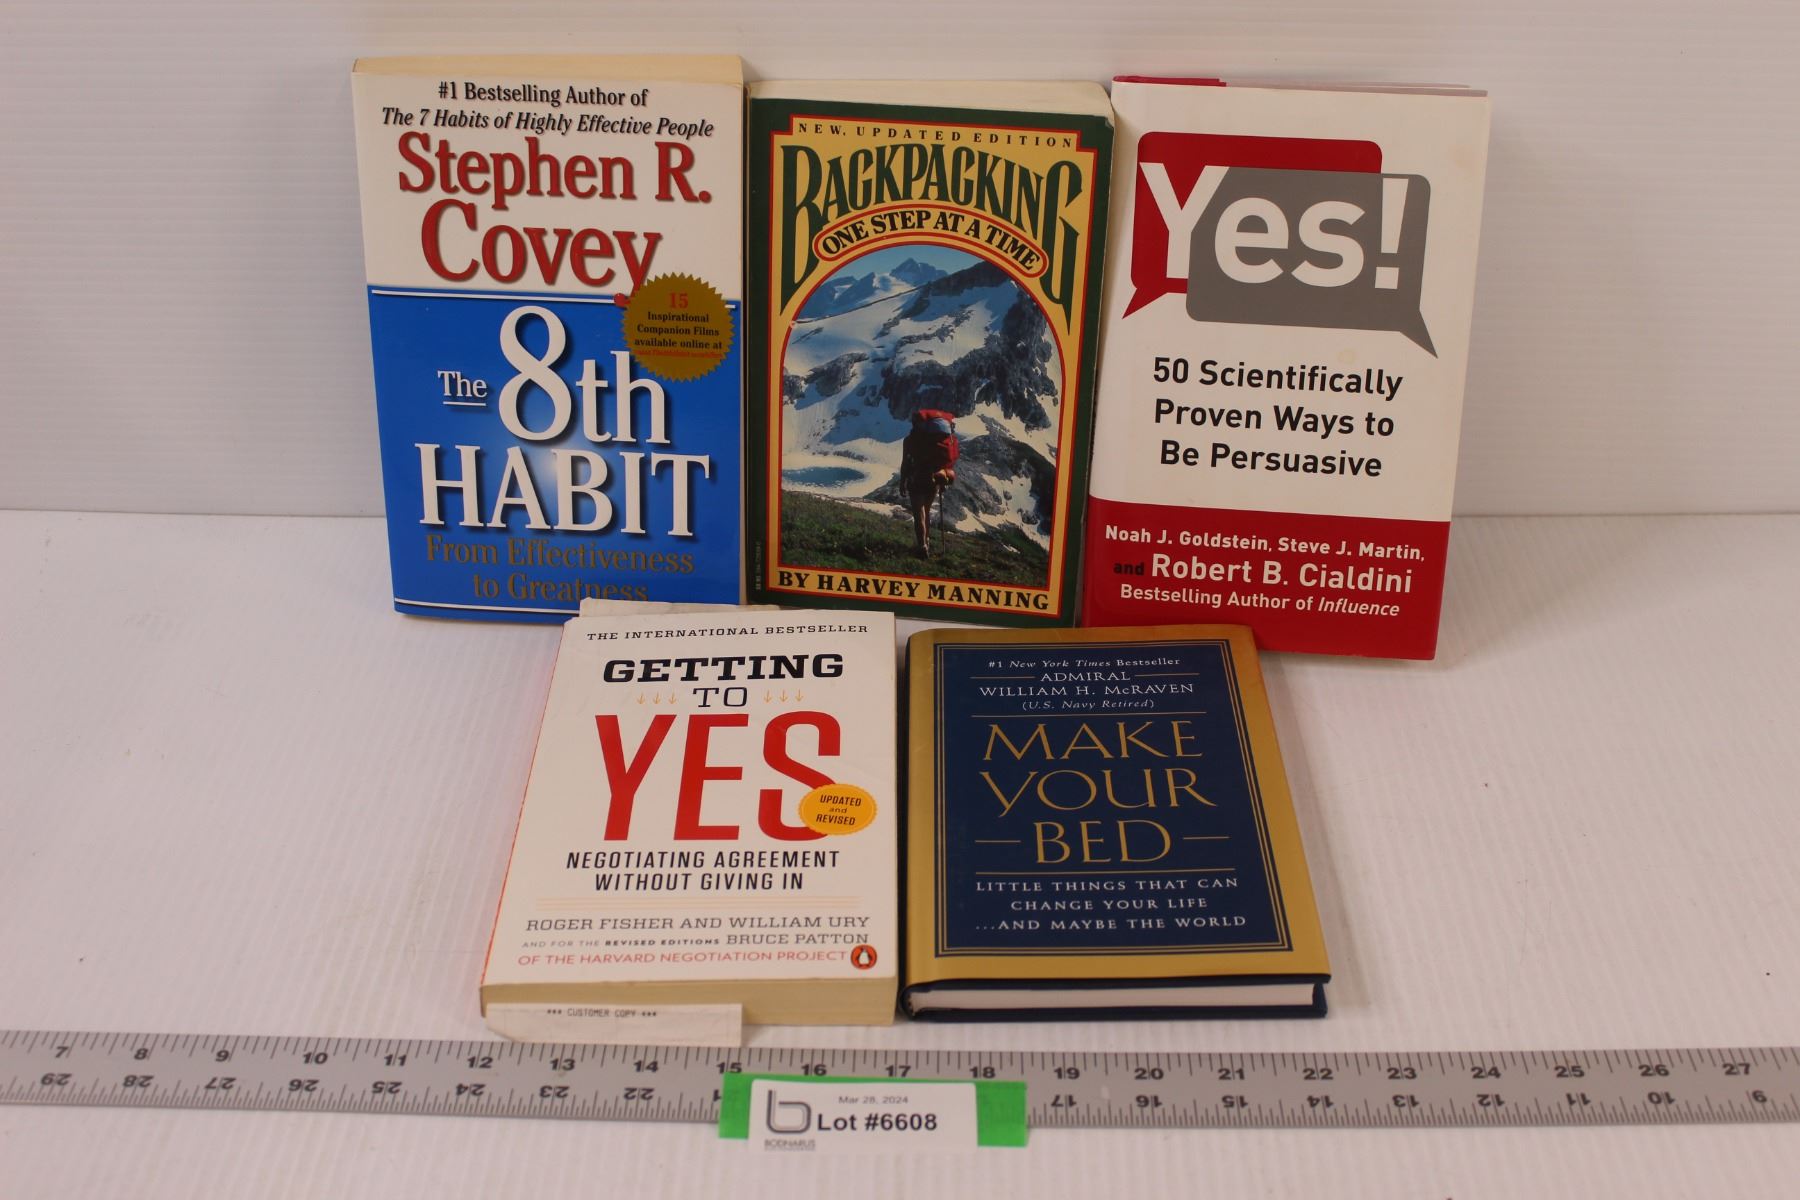 #1 Bestselling Author of
The 7 Habits of Highly Effective People
Stephen R.
Covey
15
Inspirational
Companion Films
available online at
The 8th
HABIT
From Effectiveness
to Greatness
NEW, UPDATED EDITION
BACKPACKING
ONE STEP AT A TIME
BY HARVEY MANNING
Yes!
50 Scientifically
Proven Ways to
Be Persuasive
Noah J. Goldstein, Steve J. Martin,
and Robert B. Cialdini
Bestselling Author of Influence
THE INTERNATIONAL BESTSELLER
GETTING
TO
YES
UPDATED
and
REVISED
NEGOTIATING AGREEMENT
WITHOUT GIVING IN
ROGER FISHER AND WILLIAM URY
AND FOR THE REVISED EDITIONS BRUCE PATTON
OF THE HARVARD NEGOTIATION PROJECT
*** CUSTOMER COPY ***
#1 New York Times Bestseller
ADMIRAL
WILLIAM H. McRAVEN
(U.S. Navy Retired)
MAKE
YOUR
BED
LITTLE THINGS THAT CAN
CHANGE YOUR LIFE
...AND MAYBE THE WORLD
7 8 9 10 11 12 13 14 15 16 17 18 19 20 21 22 23 24 25 26 27
29 28 27 26 25 24 23 22 17 16 15 14 13 12 11 10 9
Mar 28, 2024
Lot #6608
BODNARUS